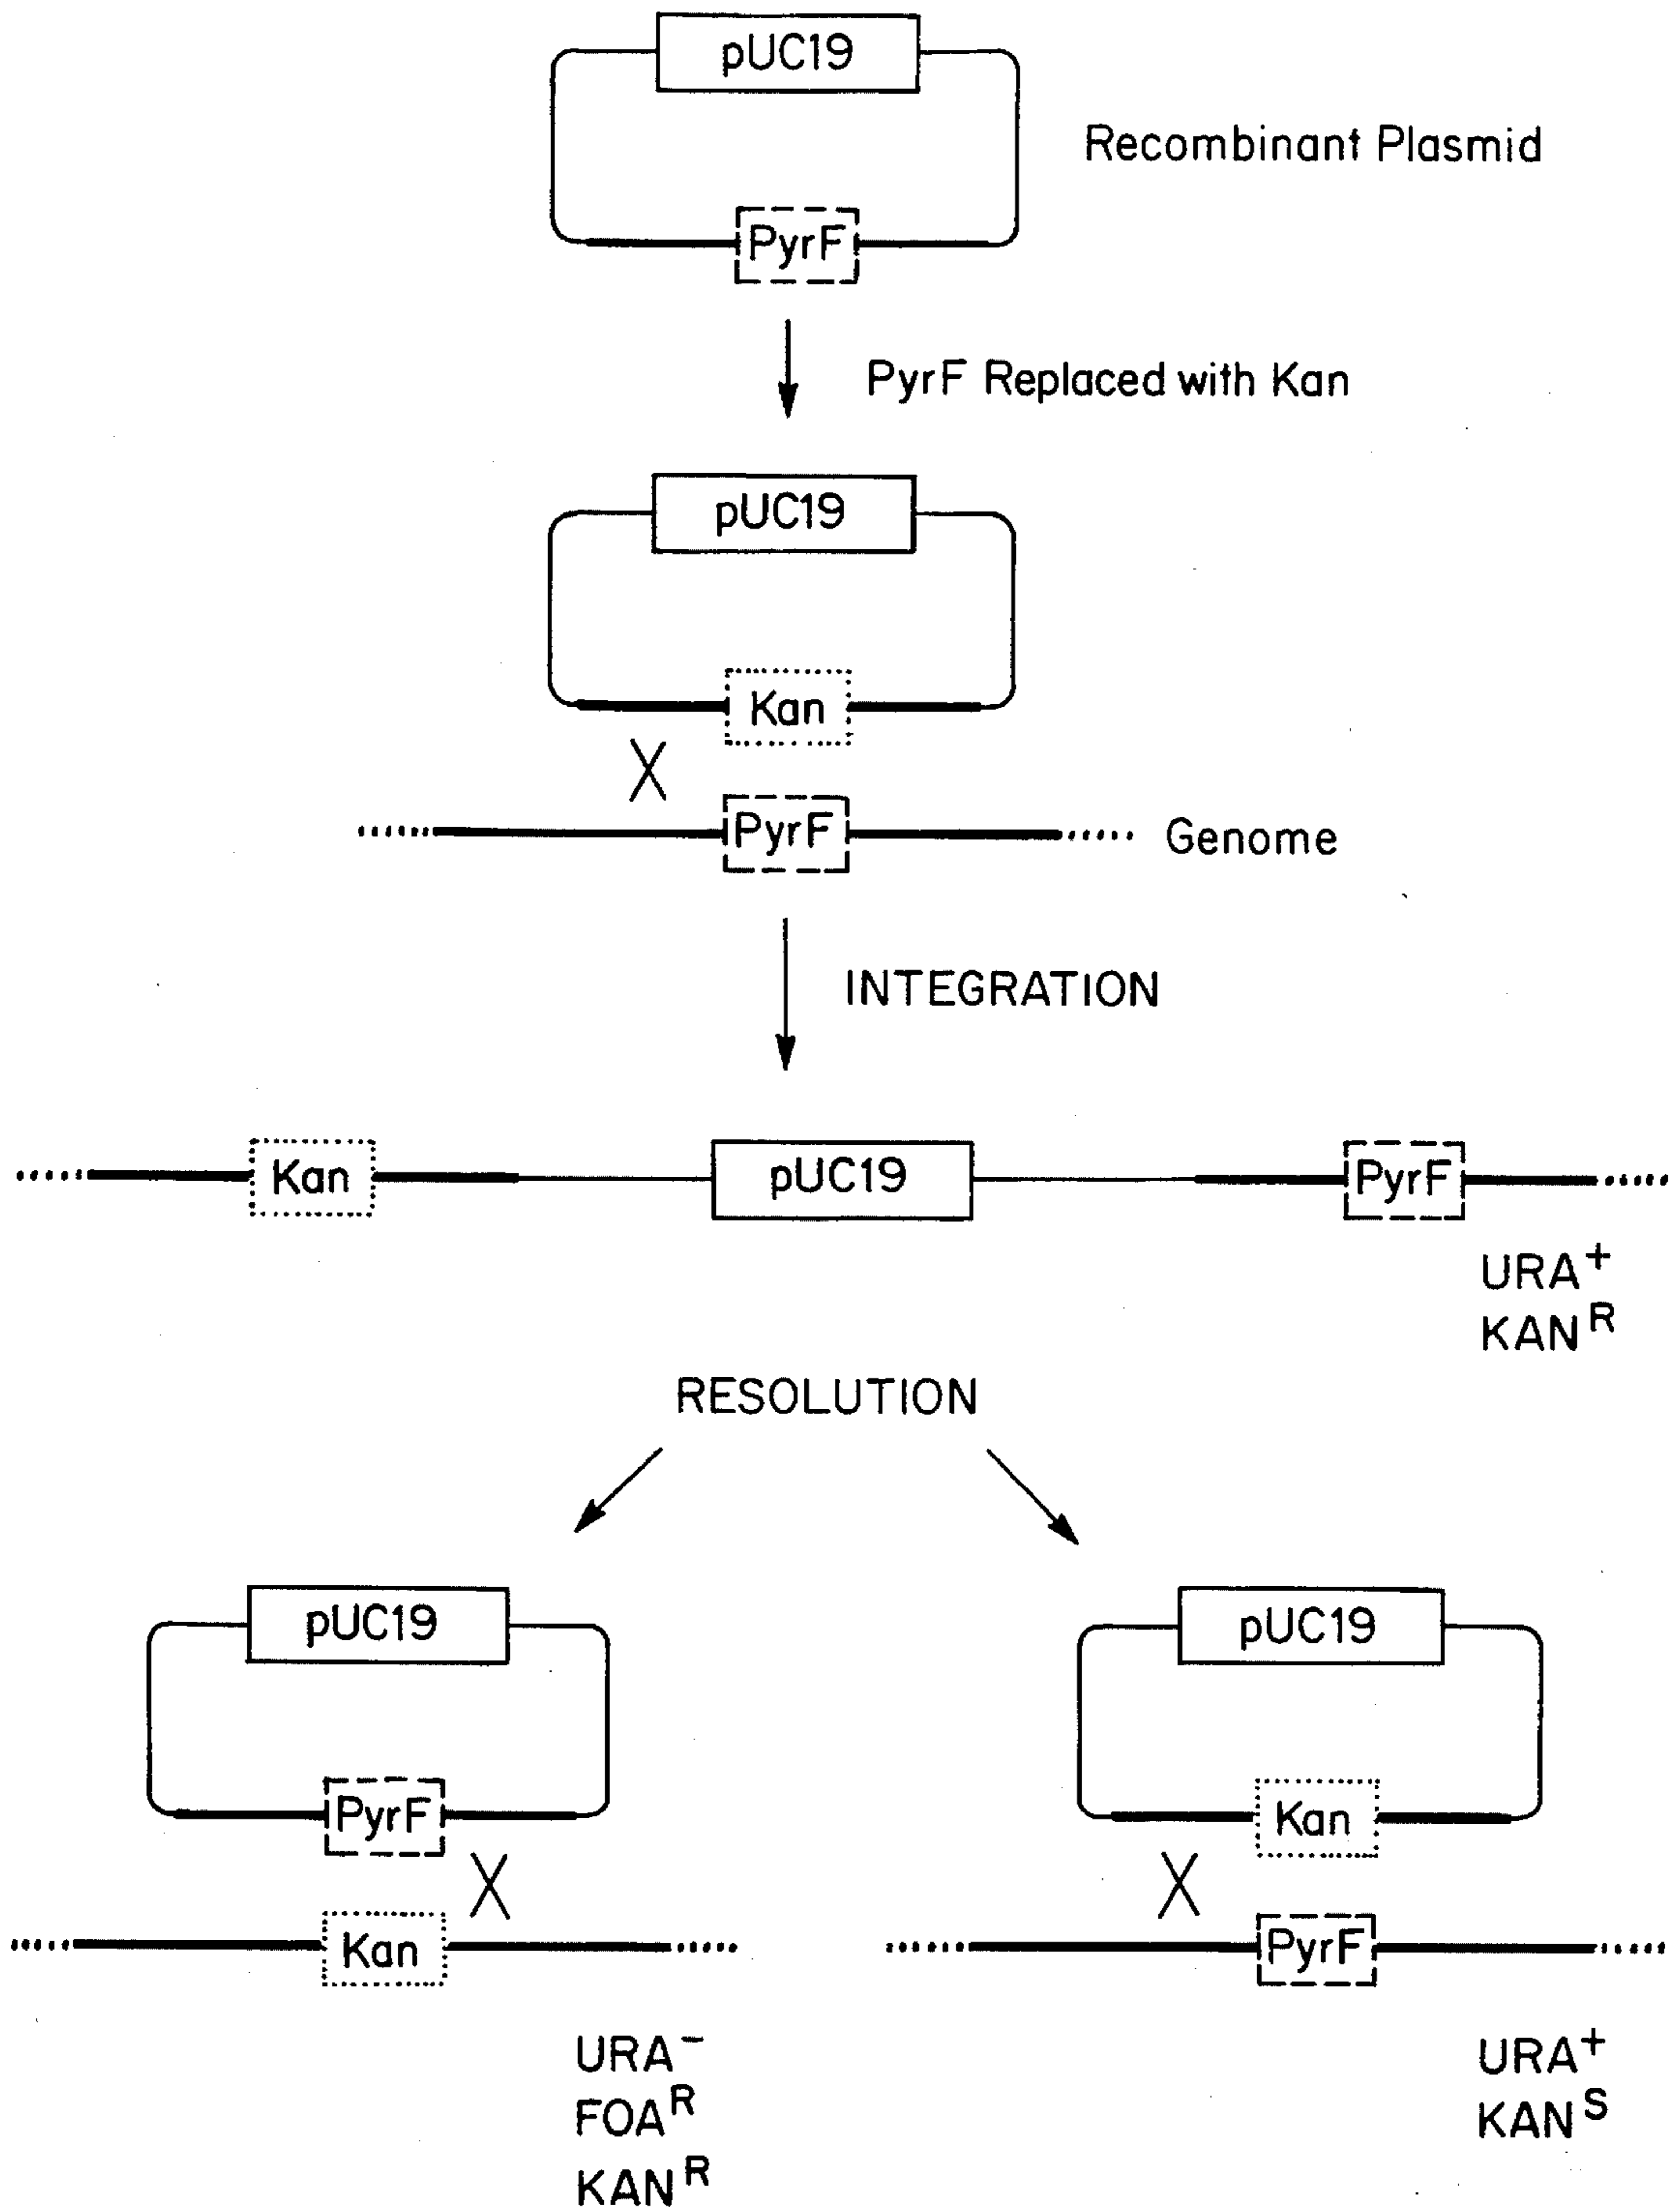 pUC19
Recombinant Plasmid
PyrF
PyrF Replaced with Kan
pUC19
Kan
PyrF
Genome
INTEGRATION
Kan
pUC19
PyrF
URA+
KANR
RESOLUTION
pUC19
PyrF
Kan
URA-
FOAR
KANR
pUC19
Kan
PyrF
URA+
KANS